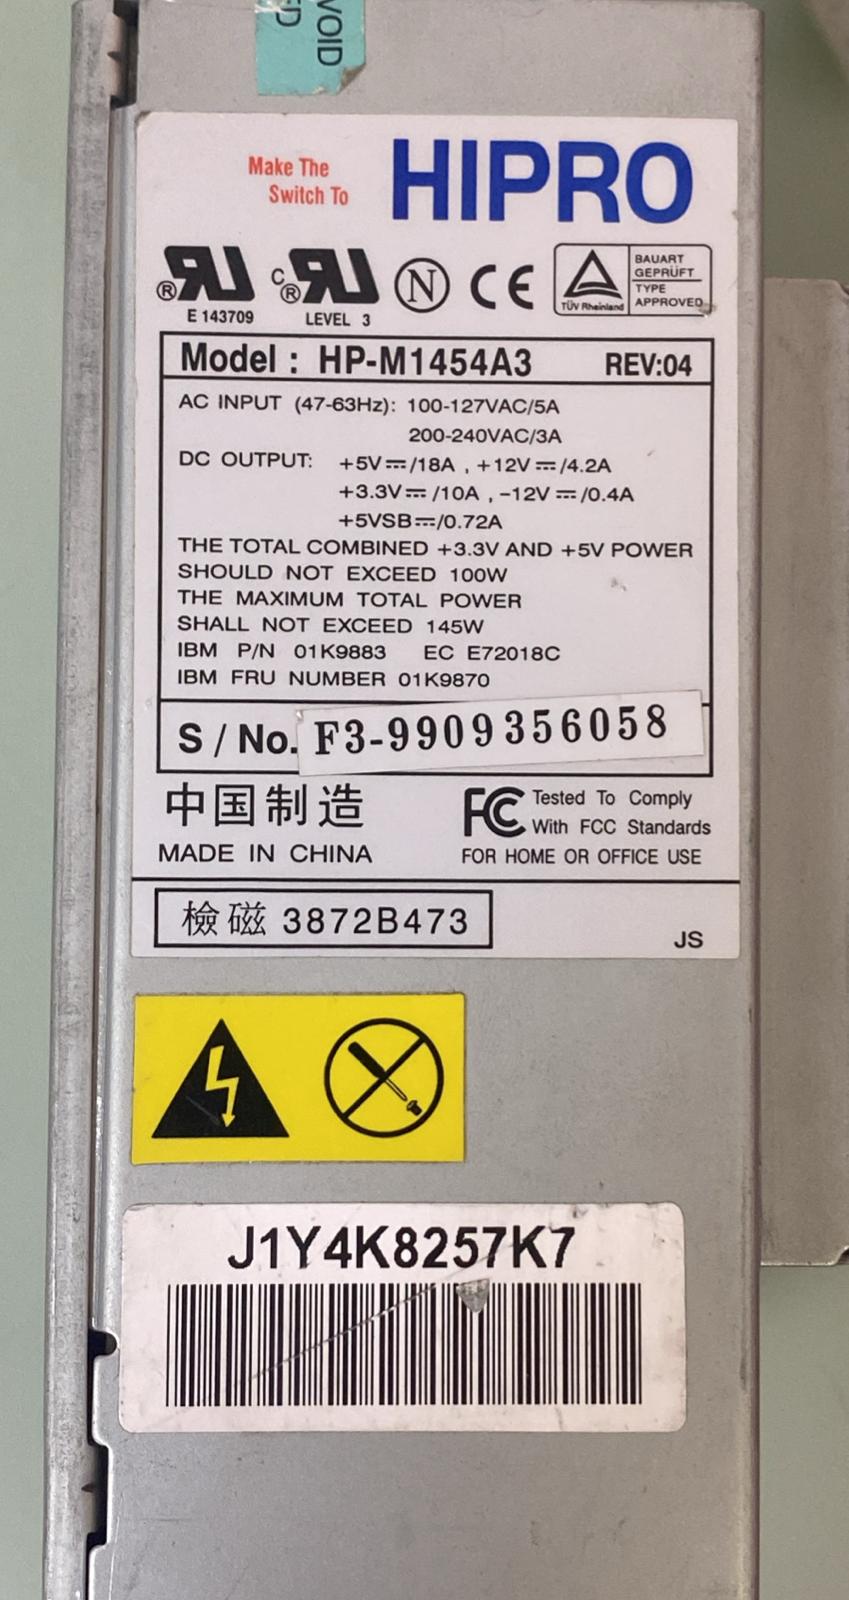 VOID
ED
Make The
Switch To
HIPRO
E 143709
LEVEL 3
N
CE
TÜV Rheinland
BAUART
GEPRÜFT
TYPE
APPROVED
Model : HP-M1454A3 REV:04
AC INPUT (47-63Hz): 100-127VAC/5A
200-240VAC/3A
DC OUTPUT: +5V⎓/18A , +12V⎓/4.2A
+3.3V⎓/10A , -12V⎓/0.4A
+5VSB⎓/0.72A
THE TOTAL COMBINED +3.3V AND +5V POWER
SHOULD NOT EXCEED 100W
THE MAXIMUM TOTAL POWER
SHALL NOT EXCEED 145W
IBM P/N 01K9883 EC E72018C
IBM FRU NUMBER 01K9870
S / No. F3-9909356058
中国制造
MADE IN CHINA
FC Tested To Comply
With FCC Standards
FOR HOME OR OFFICE USE
檢磁 3872B473
JS
J1Y4K8257K7